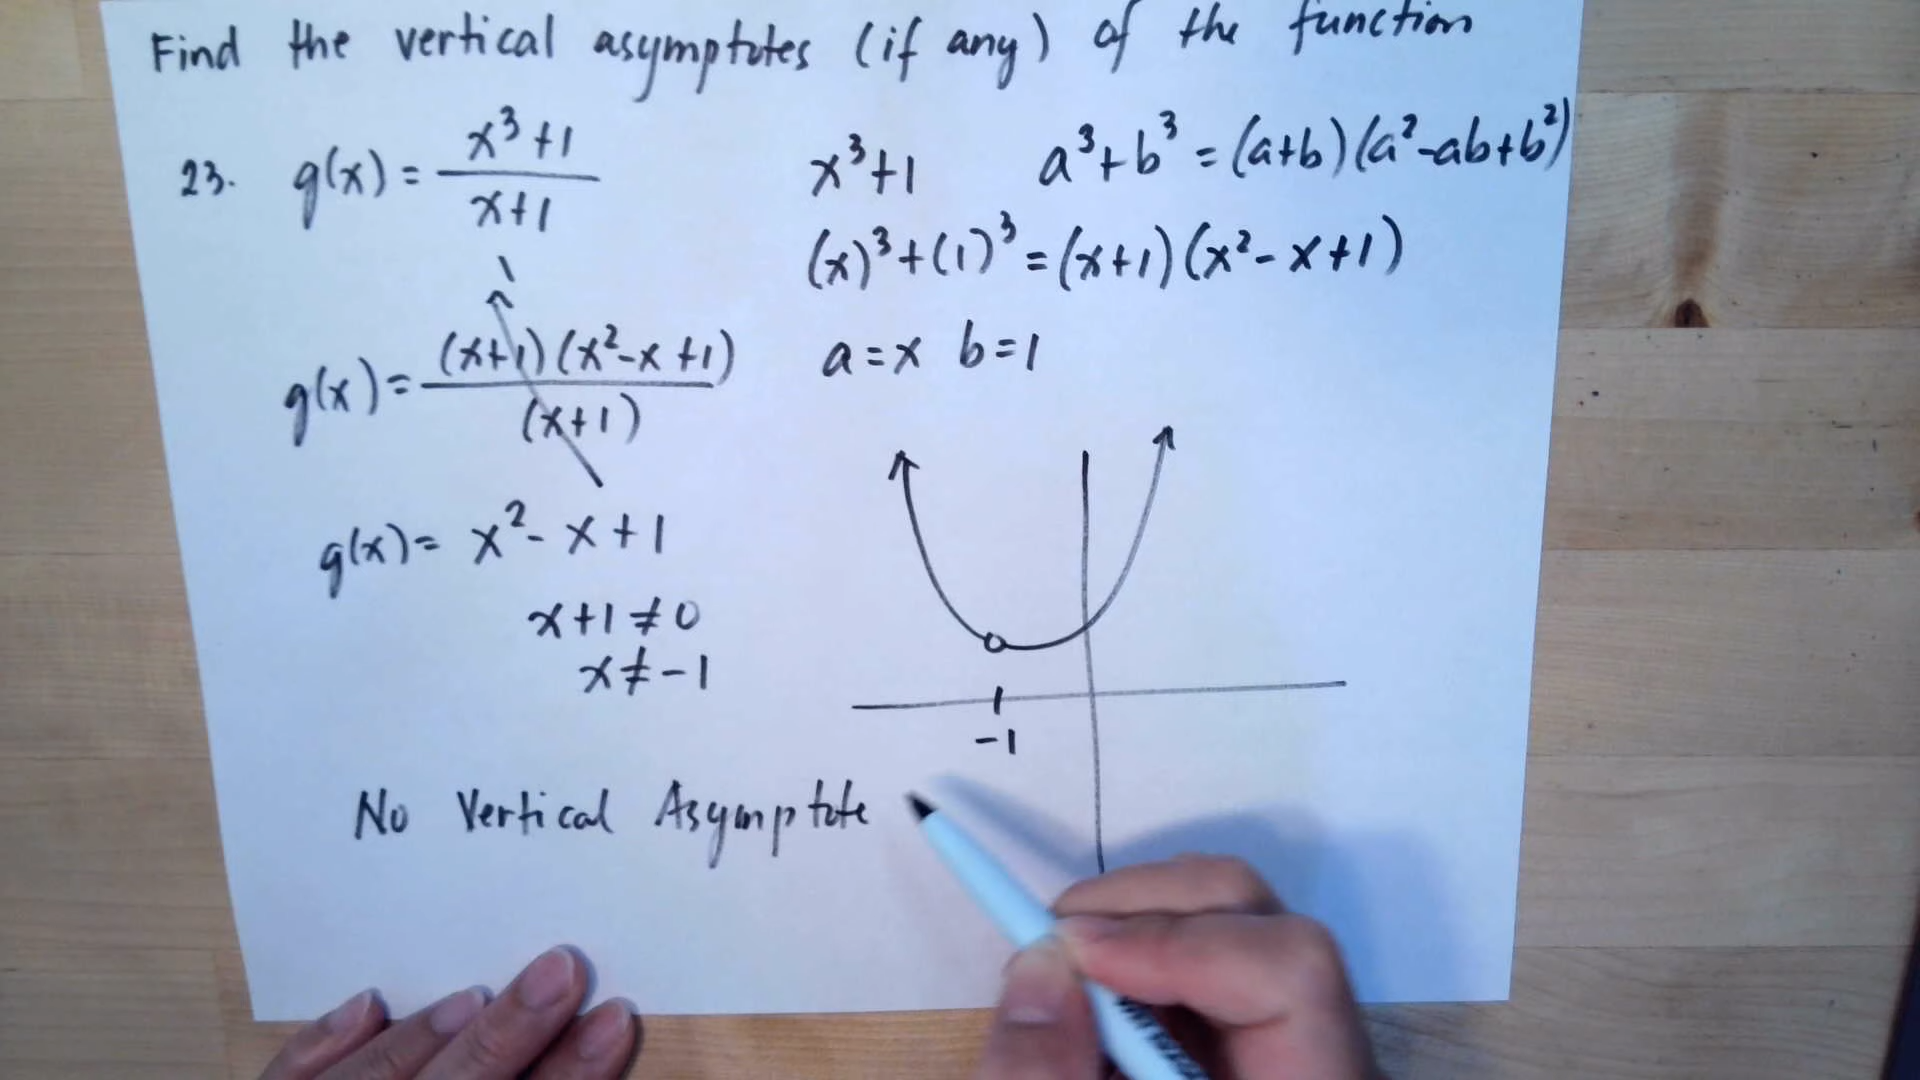 Find the vertical asymptotes (if any) of the function
23. g(x) = x³+1 / x+1
x³+1 a³+b³ = (a+b)(a²-ab+b²)
(x)³+(1)³ = (x+1)(x²-x+1)
1
g(x) = (x+1)(x²-x+1) / (x+1)
a=x b=1
g(x) = x²-x+1
x+1≠0
x≠-1
-1
No Vertical Asymptote